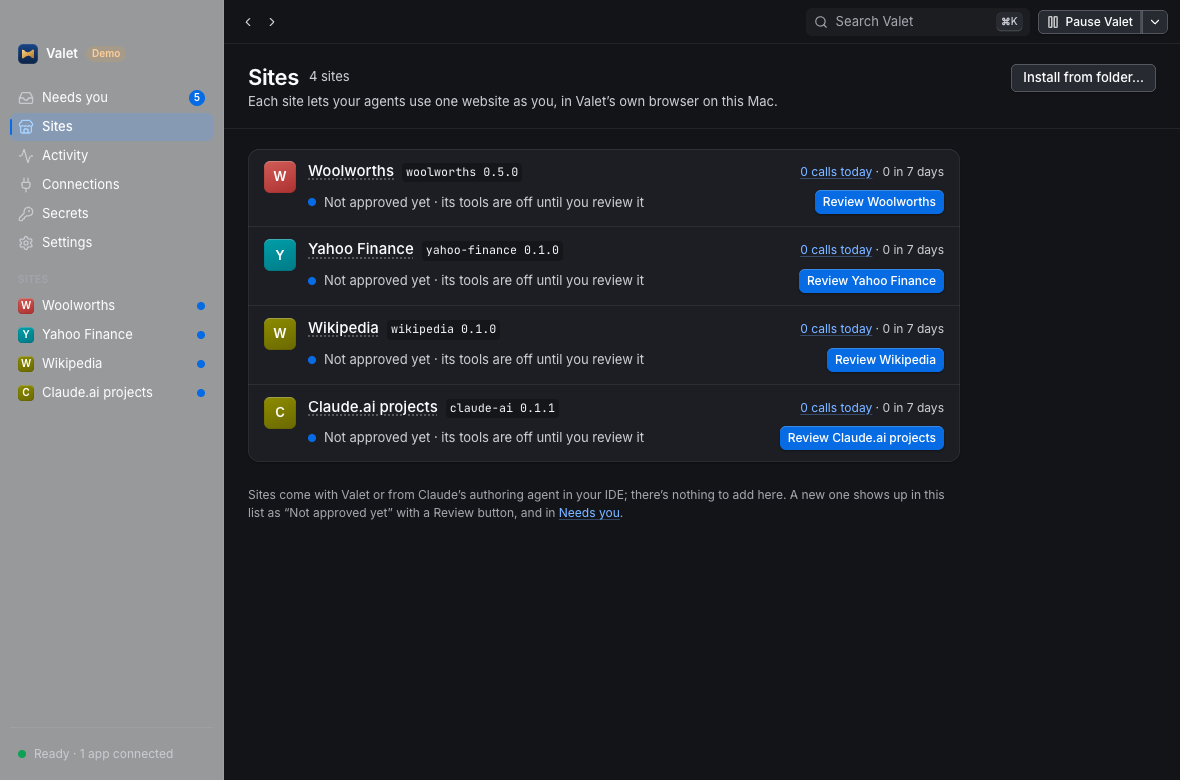 Valet Demo
Needs you 5
Sites
Activity
Connections
Secrets
Settings
SITES
W Woolworths
Y Yahoo Finance
W Wikipedia
C Claude.ai projects
Ready · 1 app connected
Search Valet ⌘K
Pause Valet
Sites 4 sites
Each site lets your agents use one website as you, in Valet’s own browser on this Mac.
Install from folder...
W Woolworths woolworths 0.5.0
0 calls today · 0 in 7 days
Not approved yet · its tools are off until you review it
Review Woolworths
Y Yahoo Finance yahoo-finance 0.1.0
0 calls today · 0 in 7 days
Not approved yet · its tools are off until you review it
Review Yahoo Finance
W Wikipedia wikipedia 0.1.0
0 calls today · 0 in 7 days
Not approved yet · its tools are off until you review it
Review Wikipedia
C Claude.ai projects claude-ai 0.1.1
0 calls today · 0 in 7 days
Not approved yet · its tools are off until you review it
Review Claude.ai projects
Sites come with Valet or from Claude’s authoring agent in your IDE; there’s nothing to add here. A new one shows up in this
list as “Not approved yet” with a Review button, and in Needs you.